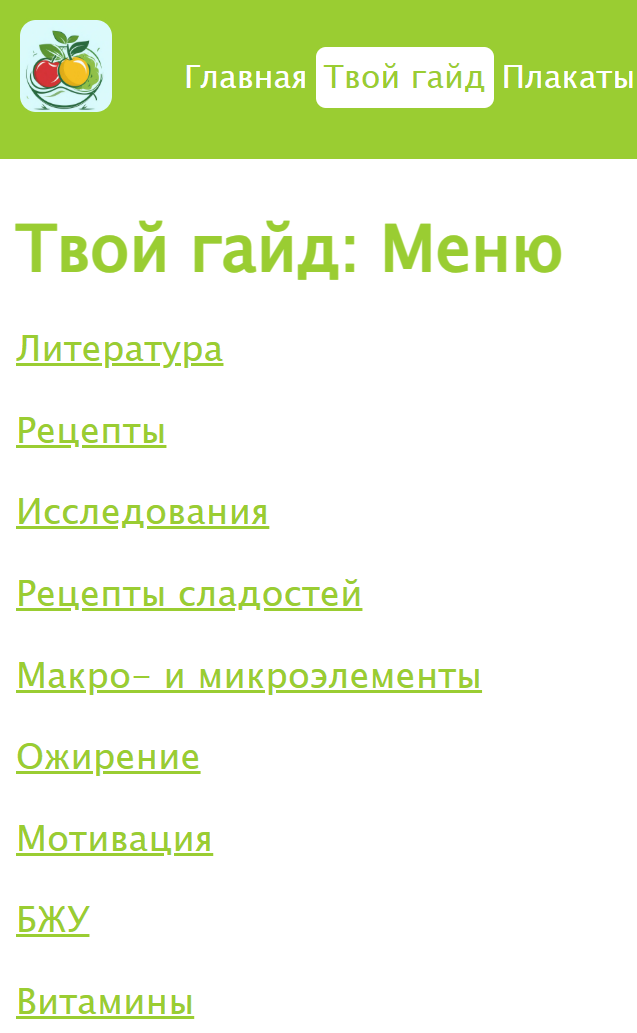 Главная Твой гайд Плакаты
Твой гайд: Меню
Литература
Рецепты
Исследования
Рецепты сладостей
Макро- и микроэлементы
Ожирение
Мотивация
БЖУ
Витамины